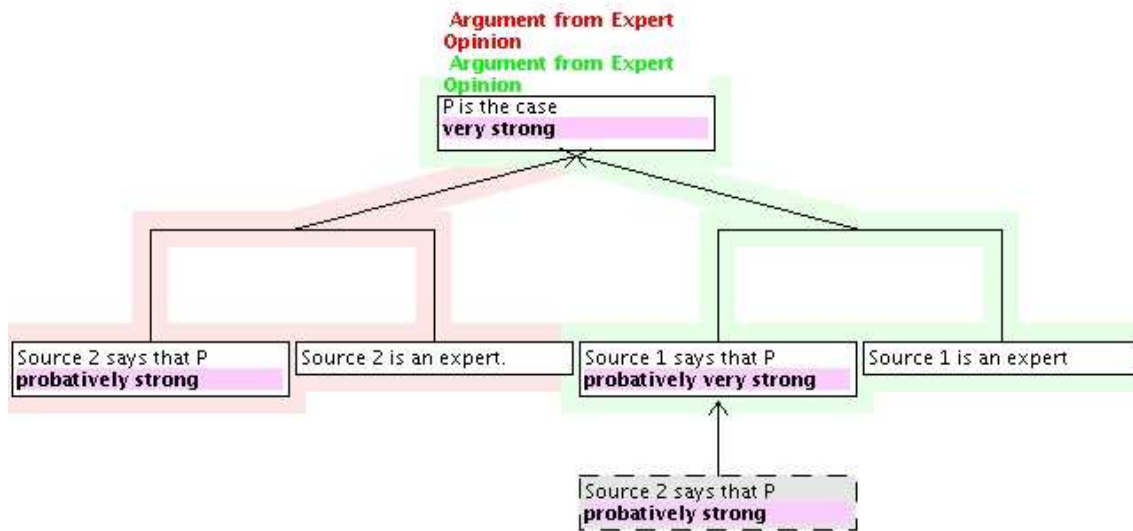 Argument from Expert
Opinion
Argument from Expert
Opinion
P is the case
very strong
Source 2 says that P
probatively strong
Source 2 is an expert.
Source 1 says that P
probatively very strong
Source 1 is an expert
Source 2 says that P
probatively strong